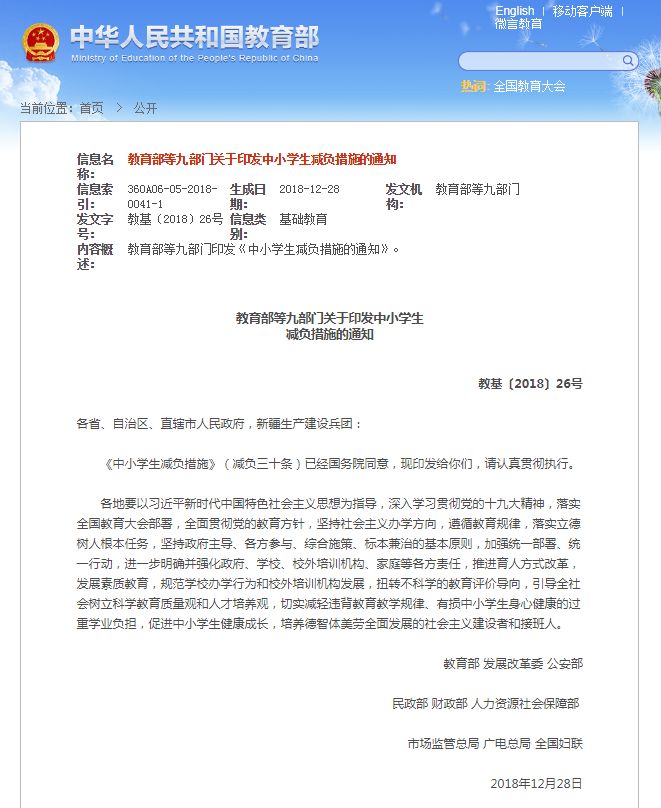 English | 移动客户端 |
微言教育
中华人民共和国教育部
Ministry of Education of the People's Republic of China
热词: 全国教育大会
当前位置：首页 > 公开
信息名称： 教育部等九部门关于印发中小学生减负措施的通知
信息索引： 360A06-05-2018-0041-1 生成日期： 2018-12-28 发文机构： 教育部等九部门
发文字号： 教基（2018）26号 信息类别： 基础教育
内容概述： 教育部等九部门印发《中小学生减负措施的通知》。
教育部等九部门关于印发中小学生
减负措施的通知
教基〔2018〕26号
各省、自治区、直辖市人民政府，新疆生产建设兵团：
《中小学生减负措施》（减负三十条）已经国务院同意，现印发给你们，请认真贯彻执行。
各地要以习近平新时代中国特色社会主义思想为指导，深入学习贯彻党的十九大精神，落实
全国教育大会部署，全面贯彻党的教育方针，坚持社会主义办学方向，遵循教育规律，落实立德
树人根本任务，坚持政府主导、各方参与、综合施策、标本兼治的基本原则，加强统一部署、统
一行动，进一步明确并强化政府、学校、校外培训机构、家庭等各方责任，推进育人方式改革，
发展素质教育，规范学校办学行为和校外培训机构发展，扭转不科学的教育评价导向，引导全社
会树立科学教育质量观和人才培养观，切实减轻违背教育教学规律、有损中小学生身心健康的过
重学业负担，促进中小学生健康成长，培养德智体美劳全面发展的社会主义建设者和接班人。
教育部 发展改革委 公安部
民政部 财政部 人力资源社会保障部
市场监管总局 广电总局 全国妇联
2018年12月28日